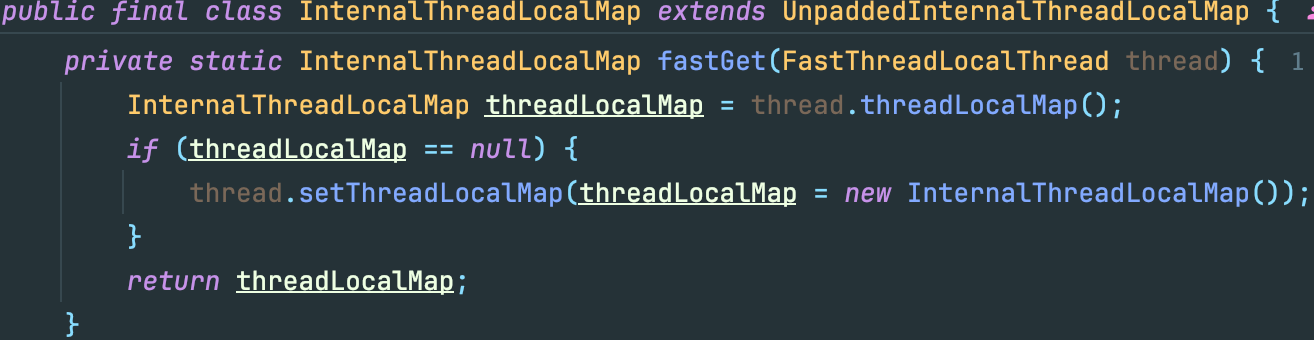 public final class InternalThreadLocalMap extends UnpaddedInternalThreadLocalMap {
private static InternalThreadLocalMap fastGet(FastThreadLocalThread thread) { 1
InternalThreadLocalMap threadLocalMap = thread.threadLocalMap();
if (threadLocalMap == null) {
thread.setThreadLocalMap(threadLocalMap = new InternalThreadLocalMap());
}
return threadLocalMap;
}